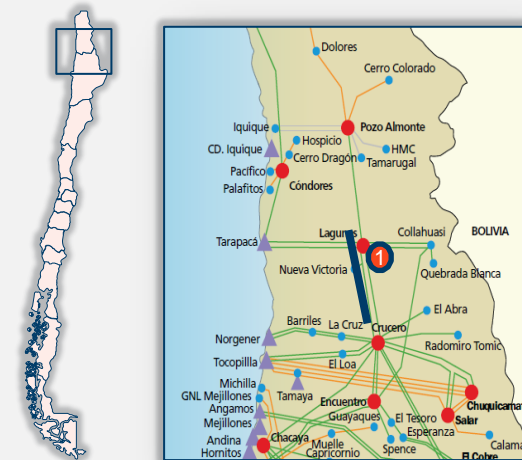 Dolores
Cerro Colorado
Iquique
Pozo Almonte
Hospicio
HMC
CD. Iquique
Cerro Dragón
Tamarugal
Pacífico
Cóndores
Palafitos
Lagunas
Collahuasi
BOLIVIA
Tarapacá
1
Nueva Victoria
Quebrada Blanca
El Abra
Barriles
La Cruz
Crucero
Norgener
Radomiro Tomic
Tocopillla
El Loa
Michilla
Tamaya
GNL Mejillones
Encuentro
Chuquicamat
Angamos
Guayaques
El Tesoro
Salar
Mejillones
Esperanza
Andina
Chacaya
Muelle
Calama
Hornitos
Capricornio
Spence
El Cobre